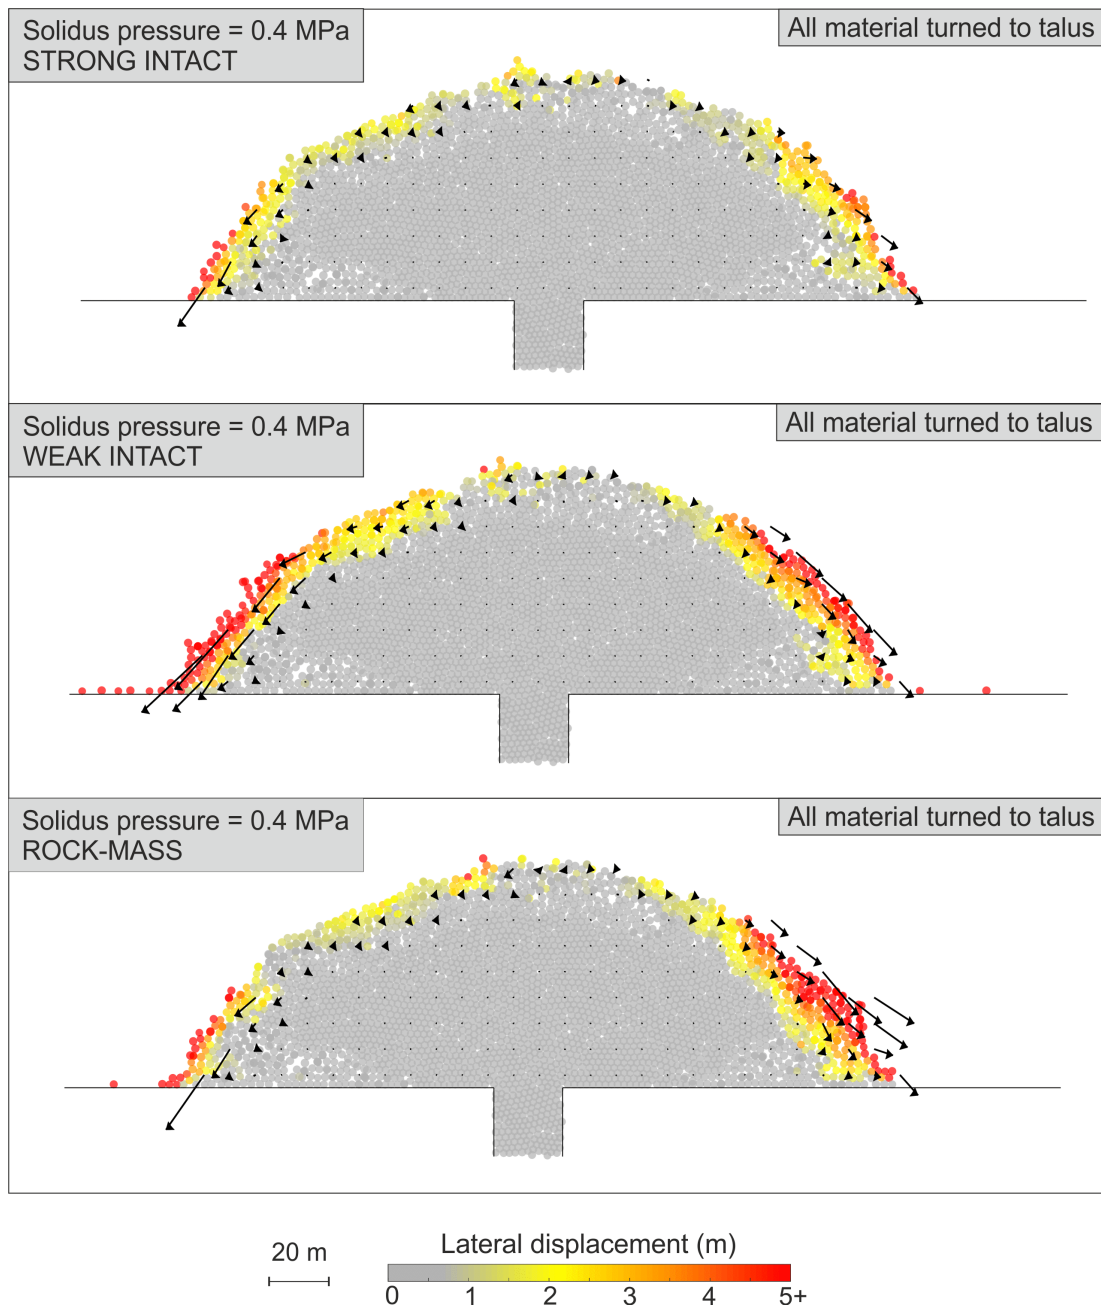 Solidus pressure = 0.4 MPa
STRONG INTACT
All material turned to talus
Solidus pressure = 0.4 MPa
WEAK INTACT
All material turned to talus
Solidus pressure = 0.4 MPa
ROCK-MASS
All material turned to talus
20 m
Lateral displacement (m)
0 1 2 3 4 5+